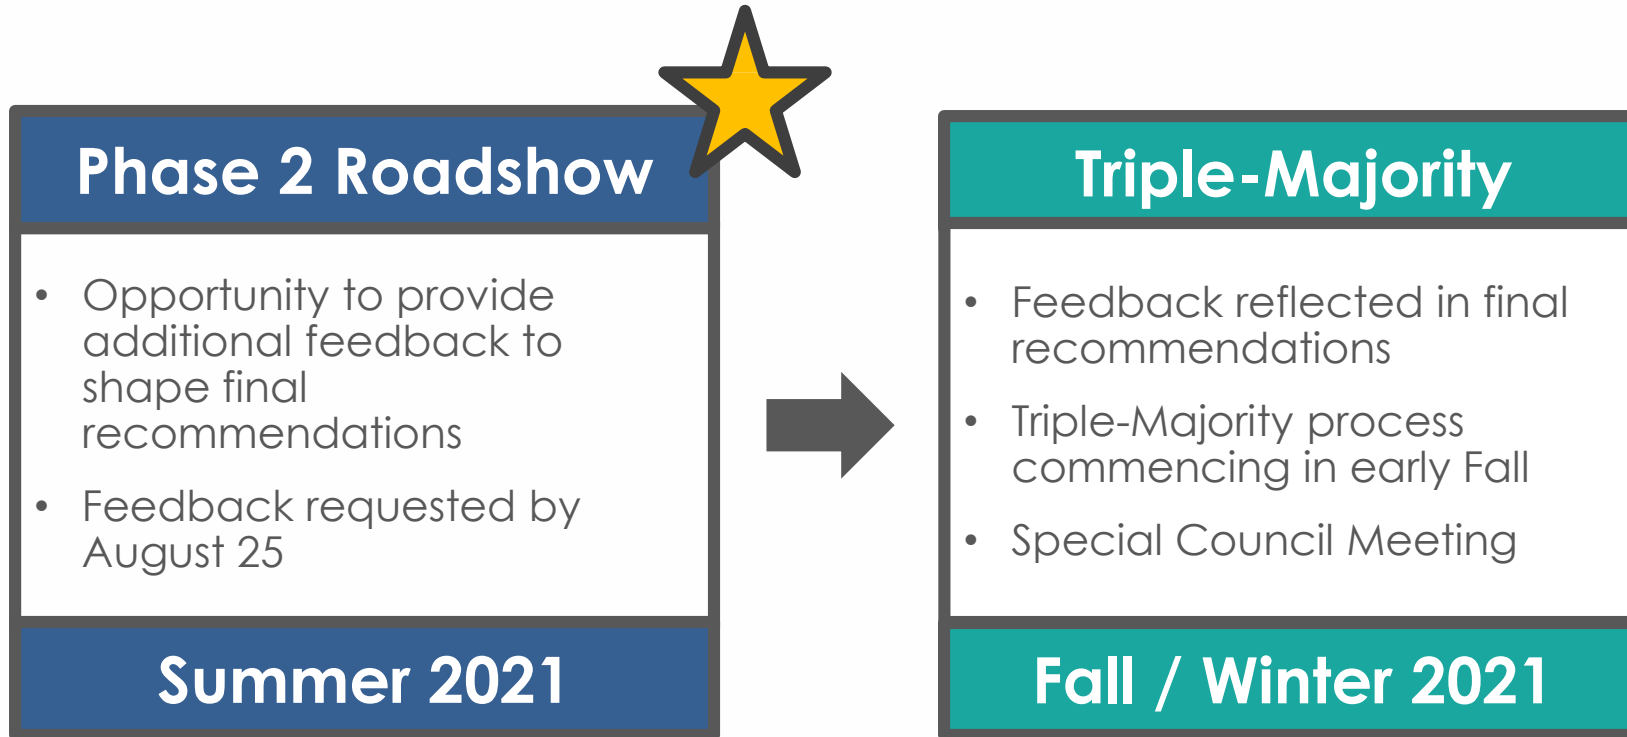 Phase 2 Roadshow
• Opportunity to provide
additional feedback to
shape final
recommendations
• Feedback requested by
August 25
Summer 2021
Triple-Majority
• Feedback reflected in final
recommendations
• Triple-Majority process
commencing in early Fall
• Special Council Meeting
Fall / Winter 2021